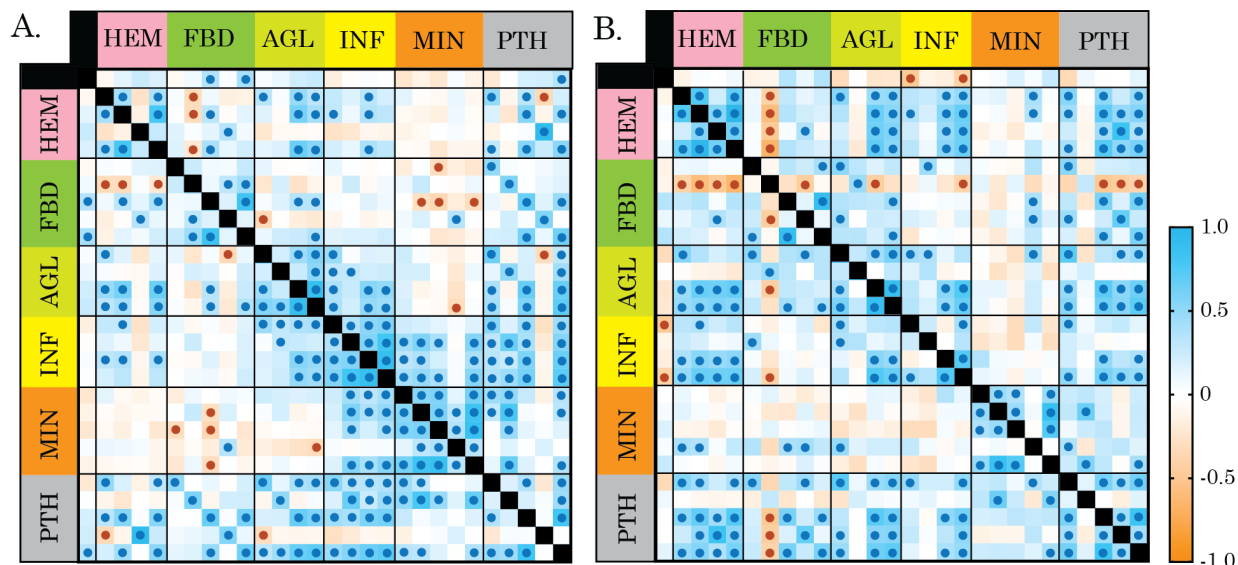 A.
HEM FBD AGL INF MIN PTH
HEM
FBD
AGL
INF
MIN
PTH
B.
HEM FBD AGL INF MIN PTH
HEM
FBD
AGL
INF
MIN
PTH
1.0
0.5
0
-0.5
-1.0